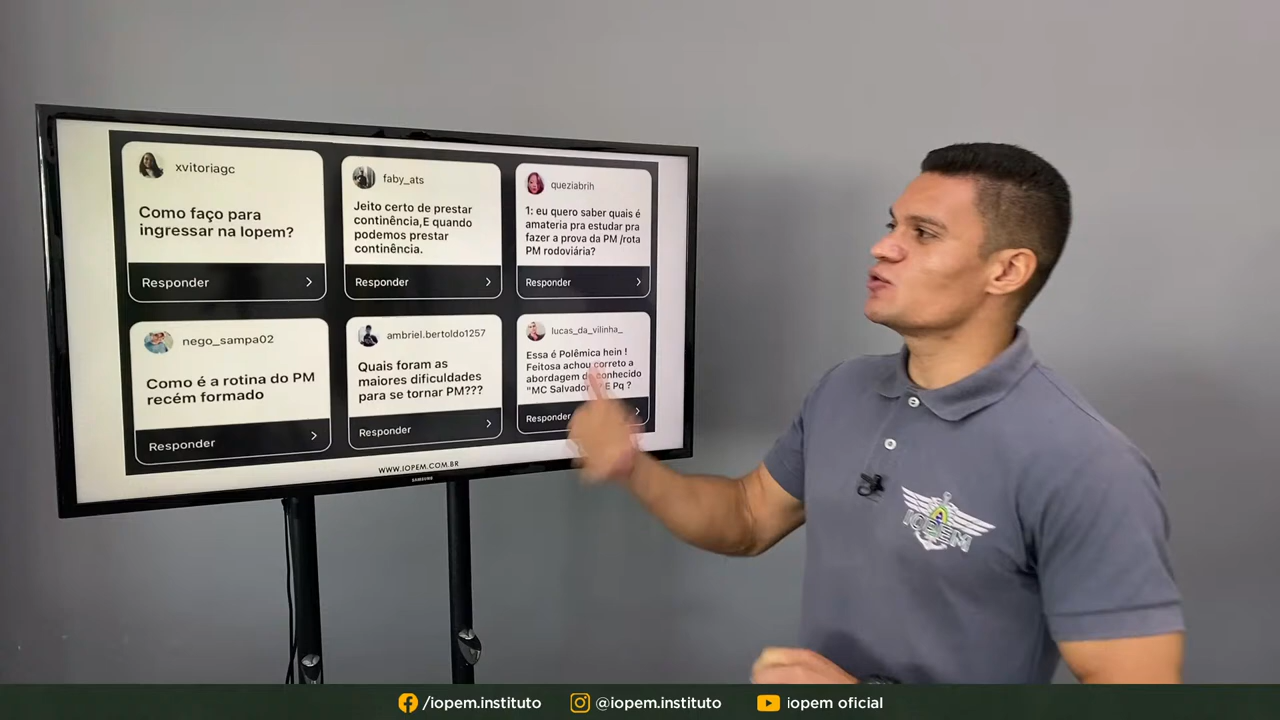 xvitoriagc
Como faço para
ingressar na Iopem?
Responder
faby_ats
Jeito certo de prestar
continência,E quando
podemos prestar
continência.
Responder
queziabrih
1: eu quero saber quais é
amateria pra estudar pra
fazer a prova da PM /rota
PM rodoviária?
Responder
nego_sampa02
Como é a rotina do PM
recém formado
Responder
ambriel.bertoldo1257
Quais foram as
maiores dificuldades
para se tornar PM???
Responder
lucas_da_vilinha_
Essa é Polêmica hein !
Feitosa achou correto a
abordagem conhecido
"MC Salvador E Pq ?
Responder
WWW.IOPEM.COM.BR
SAMSUNG
IOPEM
/iopem.instituto
@iopem.instituto
iopem oficial